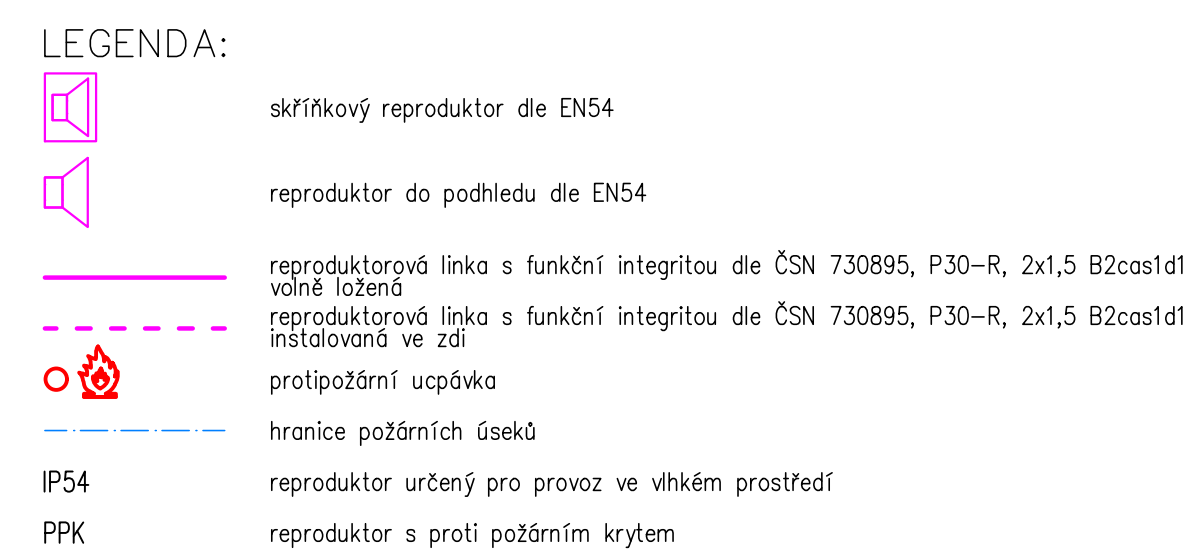 LEGENDA:
skříňkový reproduktor dle EN54
reproduktor do podhledu dle EN54
reproduktorová linka s funkční integritou dle ČSN 730895, P30-R, 2x1,5 B2cas1d1
volně ložená
reproduktorová linka s funkční integritou dle ČSN 730895, P30-R, 2x1,5 B2cas1d1
instalovaná ve zdi
protipožární ucpávka
hranice požárních úseků
IP54 reproduktor určený pro provoz ve vlhkém prostředí
PPK reproduktor s proti požárním krytem